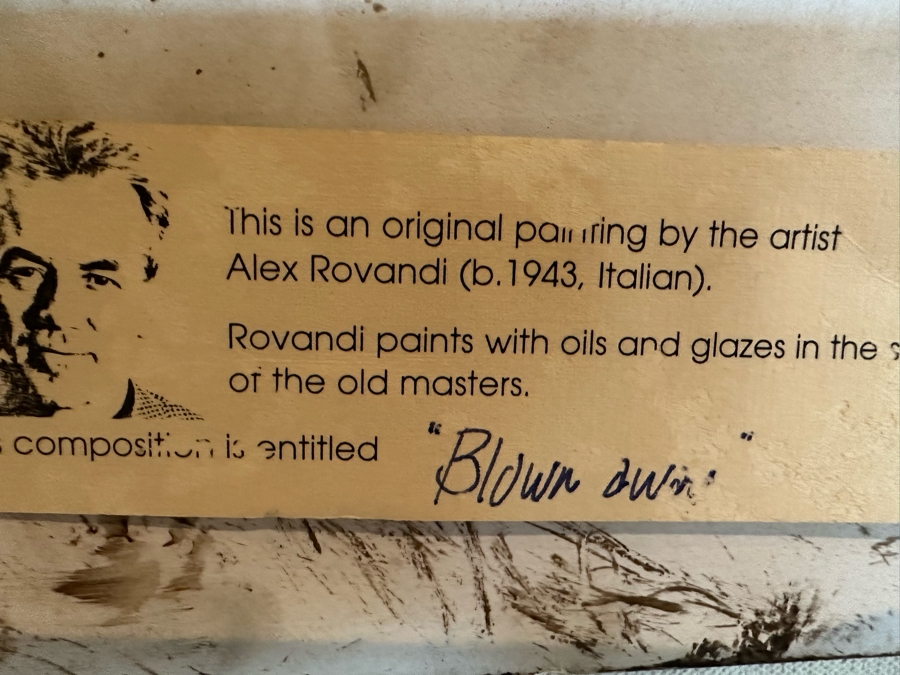 This is an original painting by the artist
Alex Rovandi (b.1943, Italian).
Rovandi paints with oils and glazes in the
of the old masters.
composition is entitled
"Blown